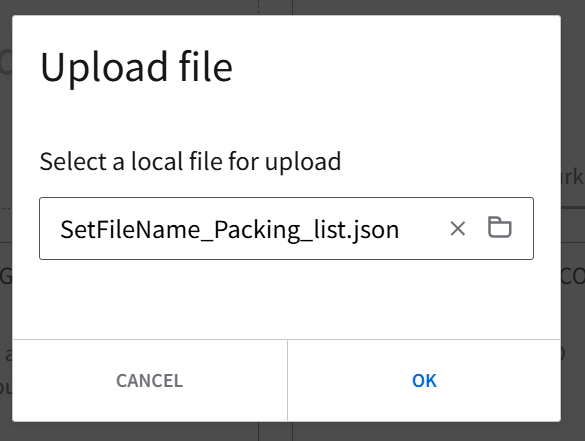 Upload file
Select a local file for upload
SetFileName_Packing_list.json
CANCEL
OK